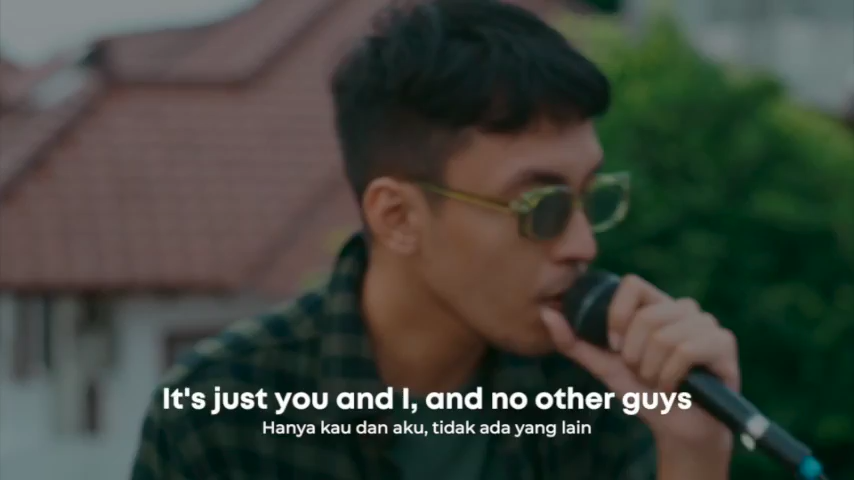 It's just you and I, and no other guys
Hanya kau dan aku, tidak ada yang lain